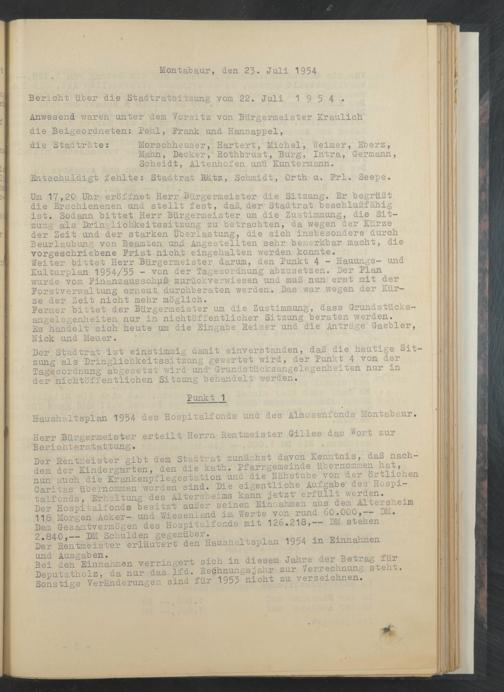 Montabaur, den 23. Juli 1954
Bericht über die Stadtratsitzung vom 22. Juli 1 9 5 4 .
Anwesend waren unter dem Vorsitz von Bürgermeister Kraulich
die Beigeordneten: Pehl, Frank und Hannappel,
die Stadträte: Morschheuser, Hartert, Michel, Weimer, Eberz,
Mahn, Decker, Rothbrust, Burg, Intra, Germann,
Scheidt, Altenhofen und Kuntermann.
Entschuldigt fehlte: Stadtrat Rätz, Schmidt, Orth u. Frl. Seepe.
Um 17,20 Uhr eröffnet Herr Bürgermeister die Sitzung. Er begrüßt
die Erschienenen und stellt fest, daß der Stadtrat beschlußfähig
ist. Sodann bittet Herr Bürgermeister um die Zustimmung, die Sit-
zung als Dringlichkeitssitzung zu betrachten, da wegen der Kürze
der Zeit und der starken Überlastung, die sich insbesondere durch
Beurlaubung von Beamten und Angestellten sehr bemerkbar macht, die
vorgeschriebene Frist nicht eingehalten werden konnte.
Weiter bittet Herr Bürgermeister darum, den Punkt 4 - Hauungs- und
Kulturplan 1954/55 - von der Tagesordnung abzusetzen. Der Plan
wurde vom Finanzausschuß zurückverwiesen und muß nun erst mit der
Forstverwaltung erneut durchberaten werden. Das war wegen der Kür-
ze der Zeit nicht mehr möglich.
Ferner bittet der Bürgermeister um die Zustimmung, dass Grundstücks-
angelegenheiten nur in nichtöffentlicher Sitzung beraten werden.
Es handelt sich heute um die Eingabe Reiser und die Anträge Gaebler,
Nick und Heuer.
Der Stadtrat ist einstimmig damit einverstanden, daß die heutige Sit-
zung als Dringlichkeitssitzung gewertet wird, der Punkt 4 von der
Tagesordnung abgesetzt wird und Grundstücksangelegenheiten nur in
der nichtöffentlichen Sitzung behandelt werden.
Punkt 1
Haushaltsplan 1954 des Hospitalfonds und des Almosenfonds Montabaur.
Herr Bürgermeister erteilt Herrn Rentmeister Gilles das Wort zur
Berichterstattung.
Der Rentmeister gibt dem Stadtrat zunächst davon Kenntnis, daß nach-
dem der Kindergarten, den die kath. Pfarrgemeinde übernommen hat,
nun auch die Krankenpflegestation und die Nähstube von der örtlichen
Caritas übernommen worden sind. Die eigentliche Aufgabe des Hospi-
talfonds, Erhaltung des Altersheims kann jetzt erfüllt werden.
Der Hospitalfonds besitzt außer seinen Einnahmen aus dem Altersheim
118 Morgen Acker- und Wiesenland im Werte von rund 60.000,-- DM.
Dem Gesamtvermögen des Hospitalfonds mit 126.218,-- DM stehen
2.840,-- DM Schulden gegenüber.
Der Rentmeister erläutert den Haushaltsplan 1954 in Einnahmen
und Ausgaben.
Bei den Einnahmen verringert sich in diesem Jahre der Betrag für
Deputatholz, da nur das lfd. Rechnungsjahr zur Verrechnung steht.
Sonstige Veränderungen sind für 1953 nicht zu verzeichnen.